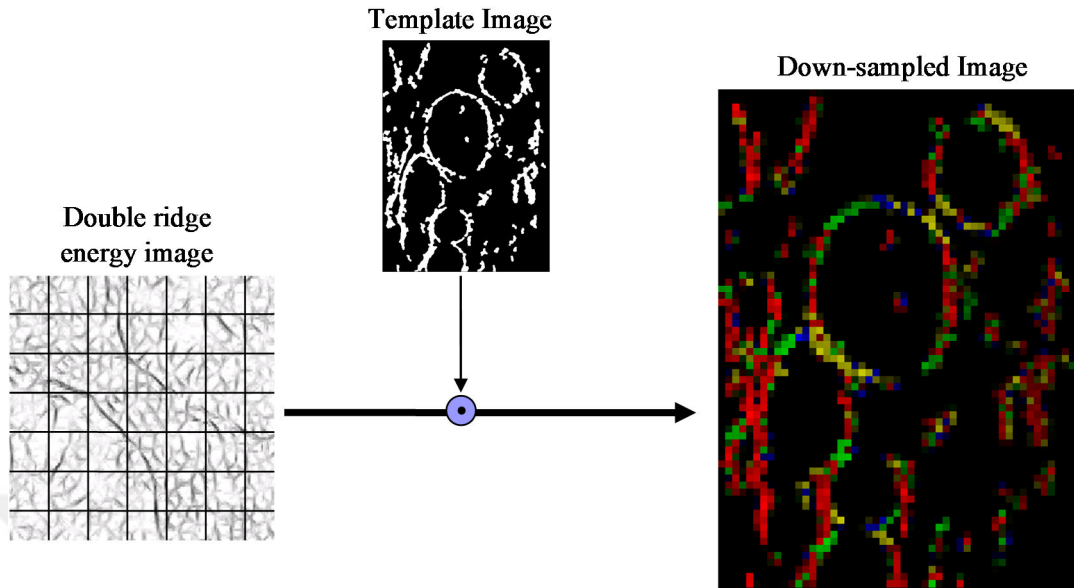 Template Image
Down-sampled Image
Double ridge
energy image